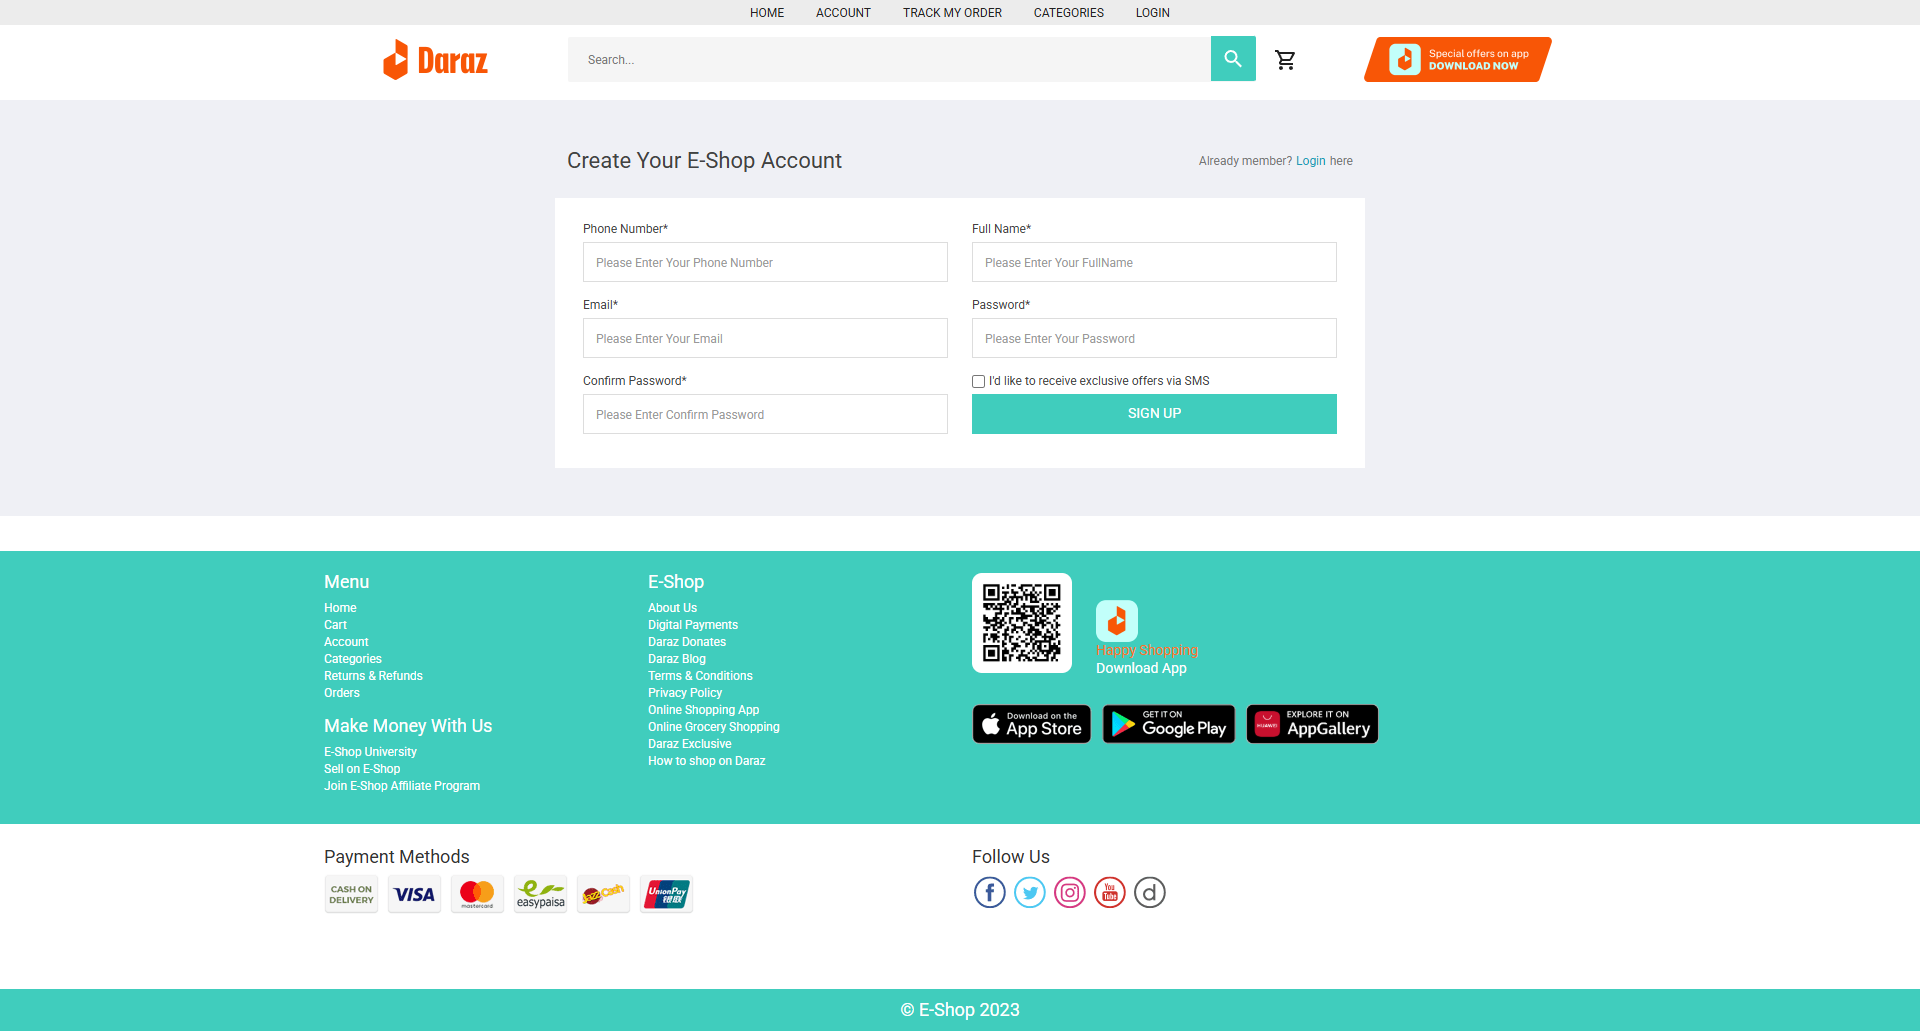 HOME ACCOUNT TRACK MY ORDER CATEGORIES LOGIN
Daraz
Search...
Special offers on app
DOWNLOAD NOW
Create Your E-Shop Account
Already member? Login here
Phone Number*
Please Enter Your Phone Number
Full Name*
Please Enter Your FullName
Email*
Please Enter Your Email
Password*
Please Enter Your Password
Confirm Password*
Please Enter Confirm Password
I'd like to receive exclusive offers via SMS
SIGN UP
Menu
Home
Cart
Account
Categories
Returns & Refunds
Orders
Make Money With Us
E-Shop University
Sell on E-Shop
Join E-Shop Affiliate Program
E-Shop
About Us
Digital Payments
Daraz Donates
Daraz Blog
Terms & Conditions
Privacy Policy
Online Shopping App
Online Grocery Shopping
Daraz Exclusive
How to shop on Daraz
Happy Shopping
Download App
Download on the
App Store
GET IT ON
Google Play
HUAWEI
EXPLORE IT ON
AppGallery
Payment Methods
CASH ON
DELIVERY
VISA
mastercard
easypaisa
JazzCash
UnionPay
银联
Follow Us
f
You
Tube
d
© E-Shop 2023